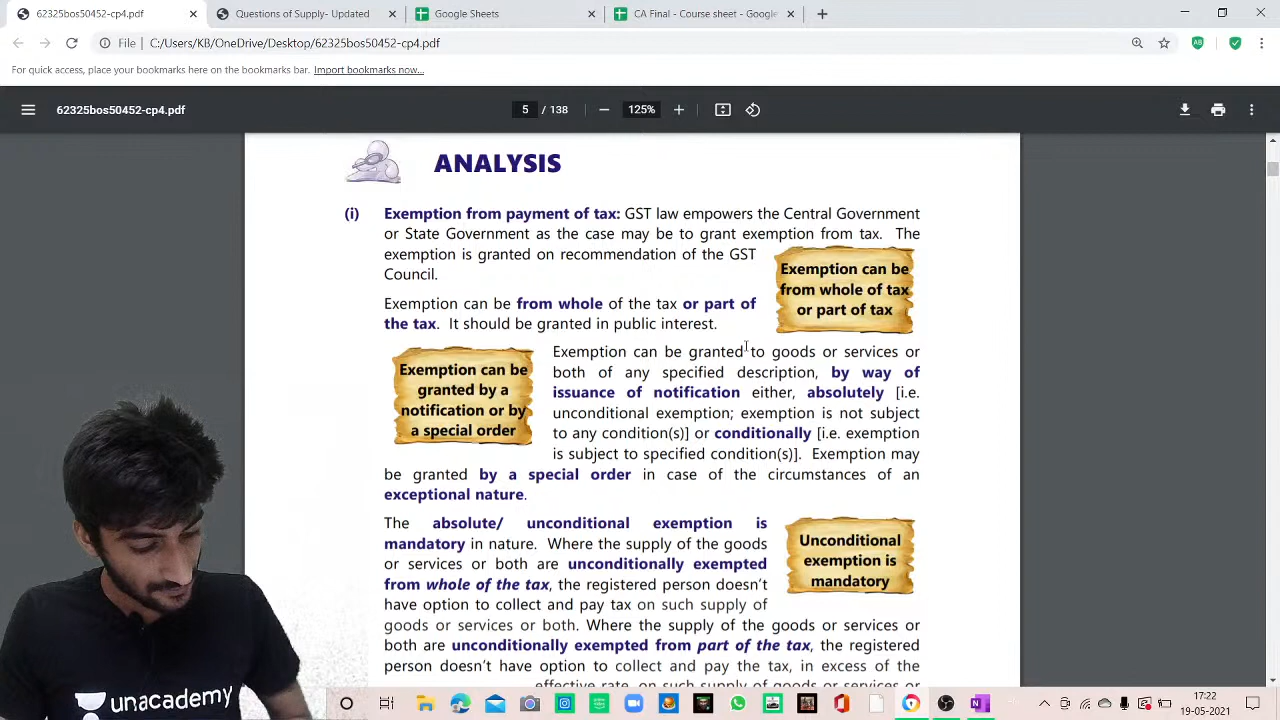 62325bos50452-cp4.pdf
Questions of Supply- Updated
Google Sheets
CA Final - Course sheet - Google
File | C:/Users/KB/OneDrive/Desktop/62325bos50452-cp4.pdf
For quick access, place your bookmarks here on the bookmarks bar. Import bookmarks now...
62325bos50452-cp4.pdf
5 / 138
125%
ANALYSIS
(i) Exemption from payment of tax: GST law empowers the Central Government
or State Government as the case may be to grant exemption from tax. The
exemption is granted on recommendation of the GST
Council.
Exemption can be
from whole of tax
or part of tax
Exemption can be from whole of the tax or part of
the tax. It should be granted in public interest.
Exemption can be
granted by a
notification or by
a special order
Exemption can be granted to goods or services or
both of any specified description, by way of
issuance of notification either, absolutely [i.e.
unconditional exemption; exemption is not subject
to any condition(s)] or conditionally [i.e. exemption
is subject to specified condition(s)]. Exemption may
be granted by a special order in case of the circumstances of an
exceptional nature.
The absolute/ unconditional exemption is
mandatory in nature. Where the supply of the goods
or services or both are unconditionally exempted
from whole of the tax, the registered person doesn't
have option to collect and pay tax on such supply of
goods or services or both. Where the supply of the goods or services or
both are unconditionally exempted from part of the tax, the registered
person doesn't have option to collect and pay the tax, in excess of the
effective rate, on such supply of goods or services or
Unconditional
exemption is
mandatory
unacademy
17:22
19-05-2021